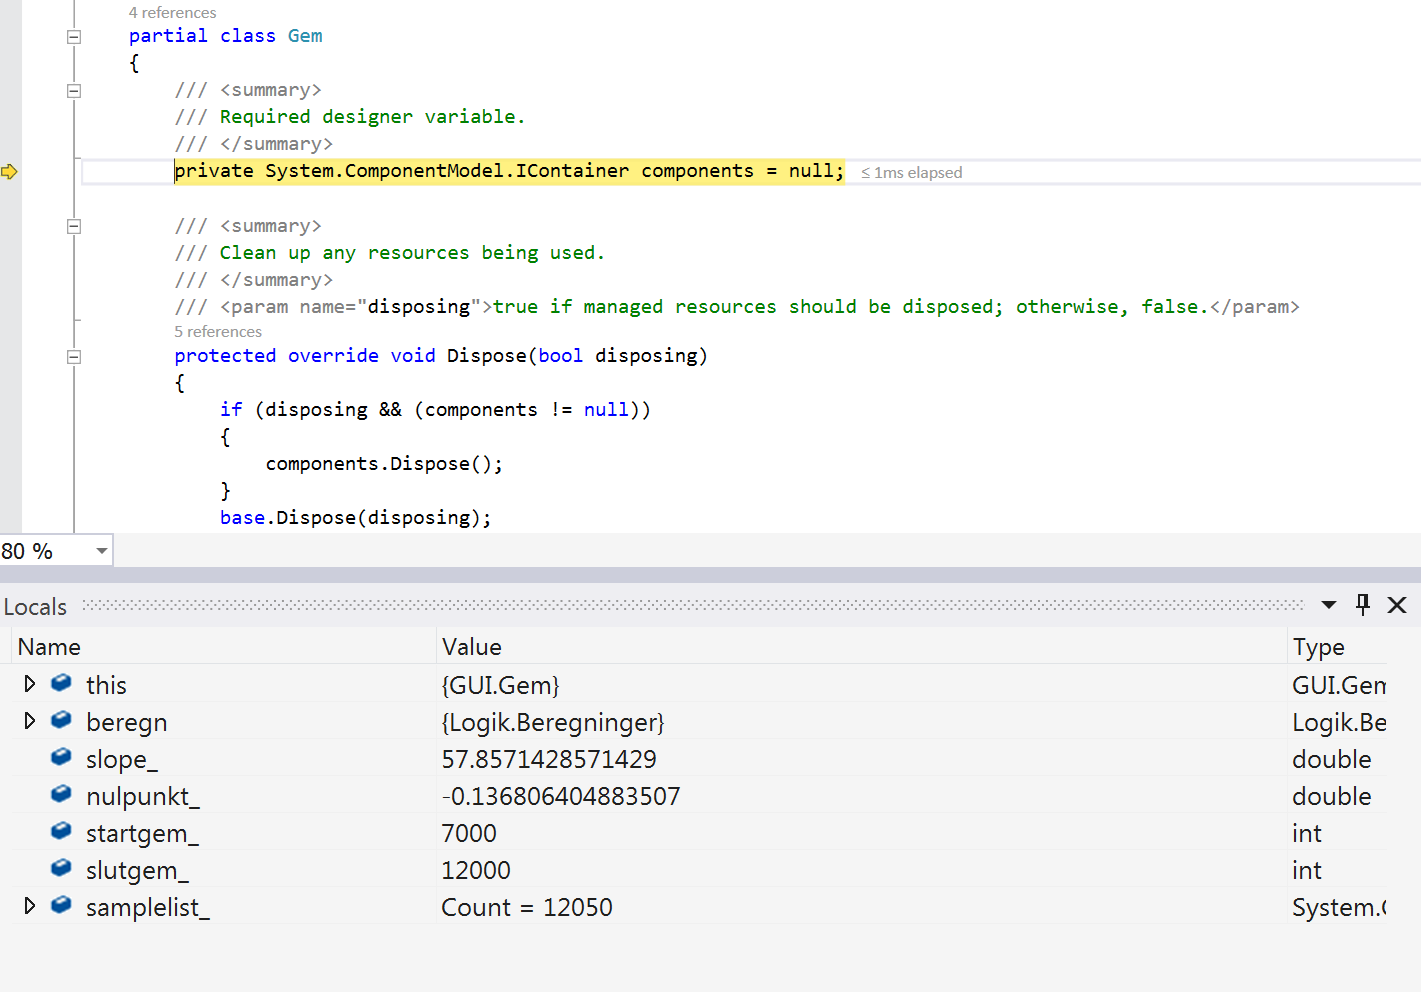 4 references
partial class Gem
{
/// <summary>
/// Required designer variable.
/// </summary>
private System.ComponentModel.IContainer components = null; ≤ 1ms elapsed
/// <summary>
/// Clean up any resources being used.
/// </summary>
/// <param name="disposing">true if managed resources should be disposed; otherwise, false.</param>
5 references
protected override void Dispose(bool disposing)
{
if (disposing && (components != null))
{
components.Dispose();
}
base.Dispose(disposing);
80 %
Locals
Name Value Type
this {GUI.Gem} GUI.Gem
beregn {Logik.Beregninger} Logik.Be
slope_ 57.8571428571429 double
nulpunkt_ -0.136806404883507 double
startgem_ 7000 int
slutgem_ 12000 int
samplelist_ Count = 12050 System.C